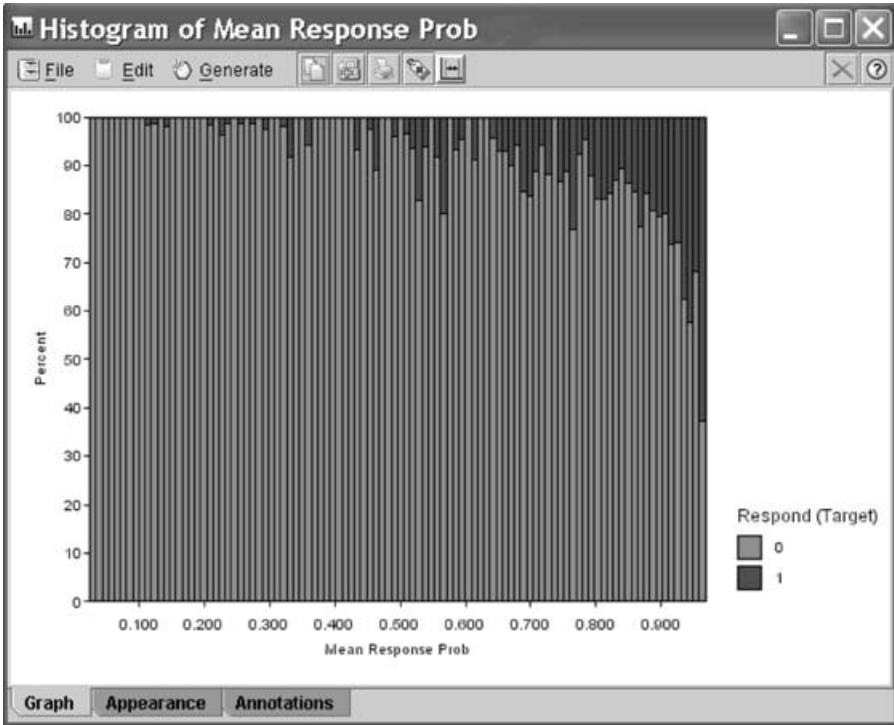 Histogram of Mean Response Prob
File Edit Generate
100
90
80
70
60
50
40
30
20
10
0
Percent
0.100 0.200 0.300 0.400 0.500 0.600 0.700 0.800 0.900
Mean Response Prob
Respond (Target)
0
1
Graph Appearance Annotations